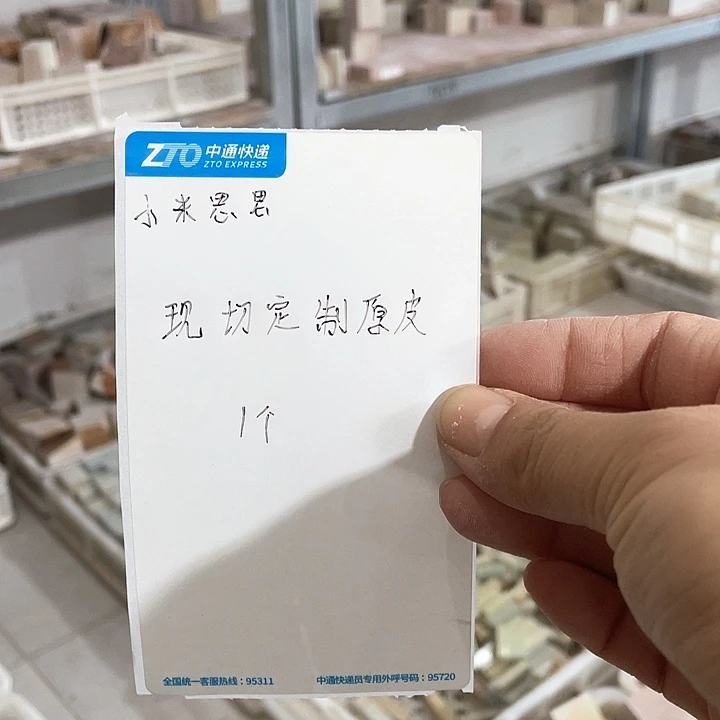 ZTO 中通快递
ZTO EXPRESS
小米思思
现切定制原皮
1个
全国统一客服热线：95311
中通快递员专用外呼号码：95720